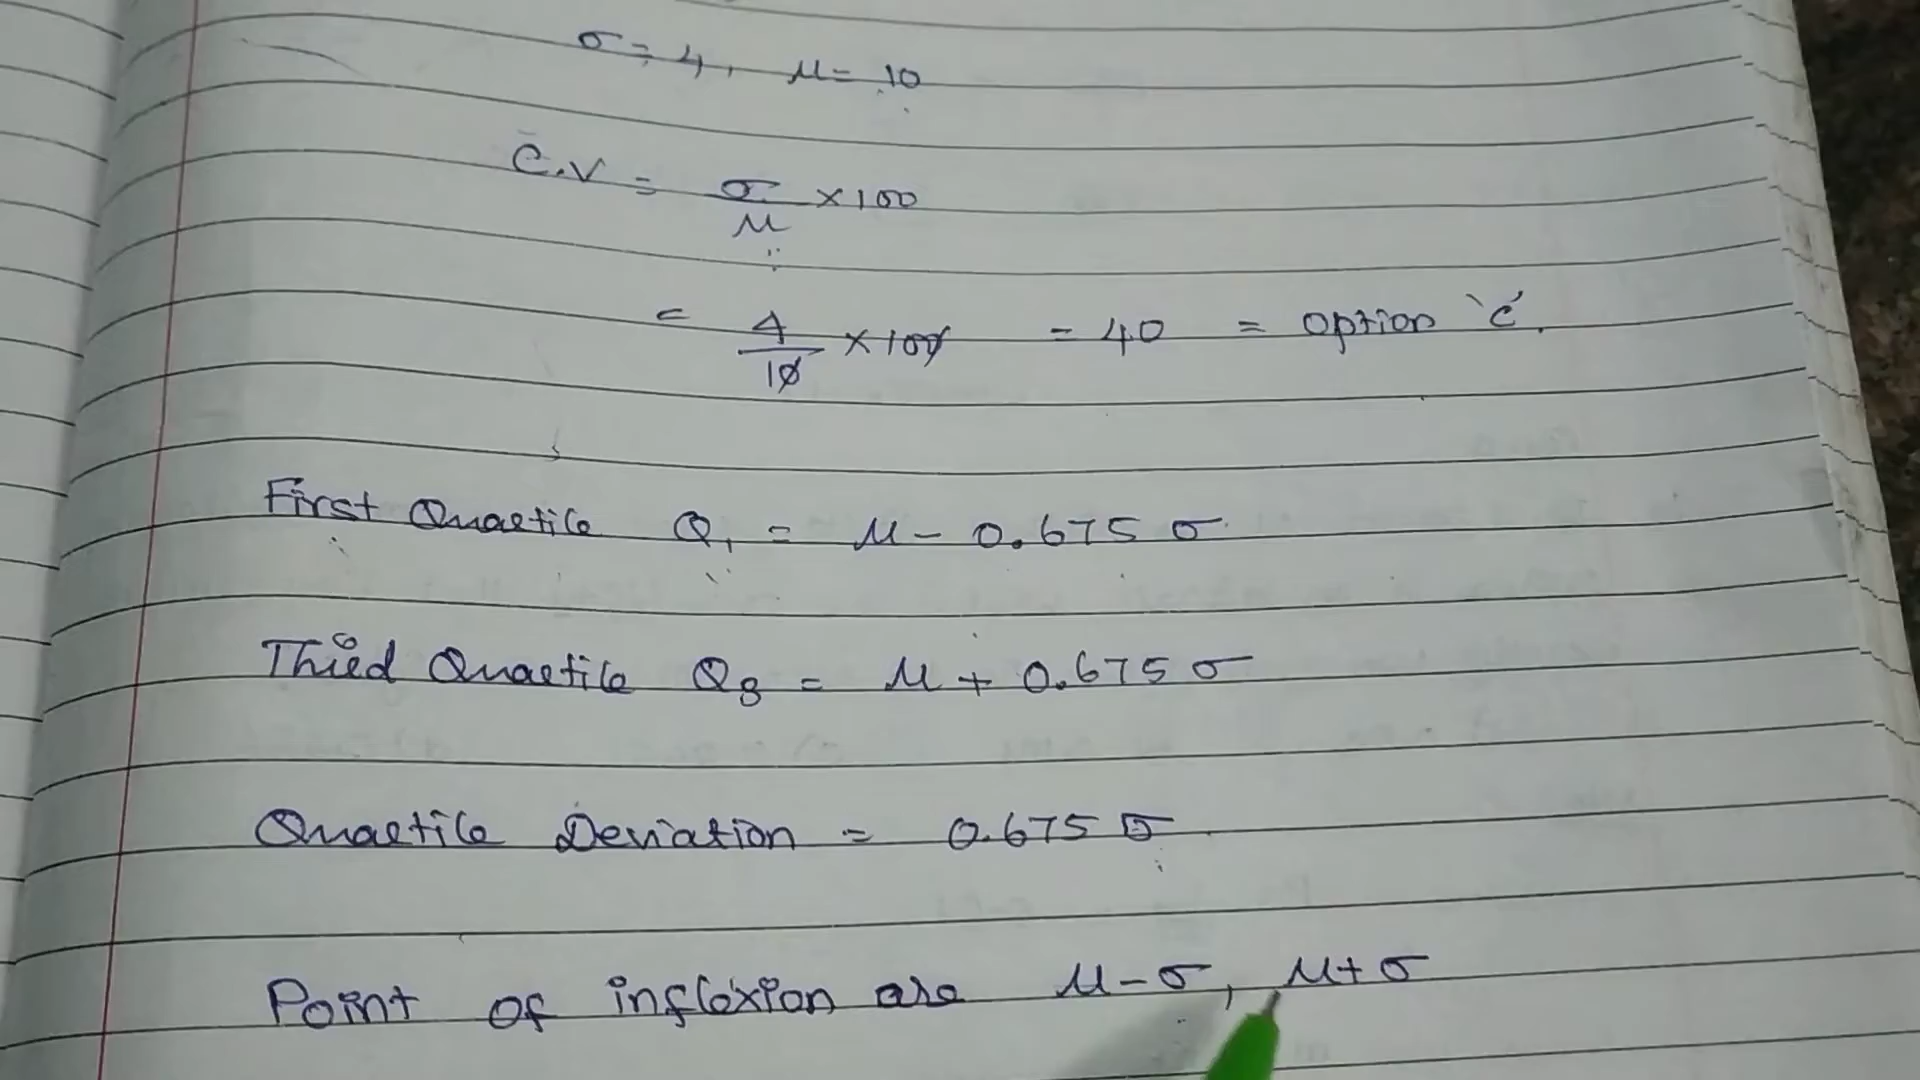 σ = 4, μ = 10
C.V = σ/μ ×100
= 4/10 ×100 = 40 = option 'c'.
First Quartile Q₁ = μ - 0.675 σ
Third Quartile Q₃ = μ + 0.675 σ
Quartile Deviation = 0.675 σ
Point of inflexion are μ-σ, μ+σ